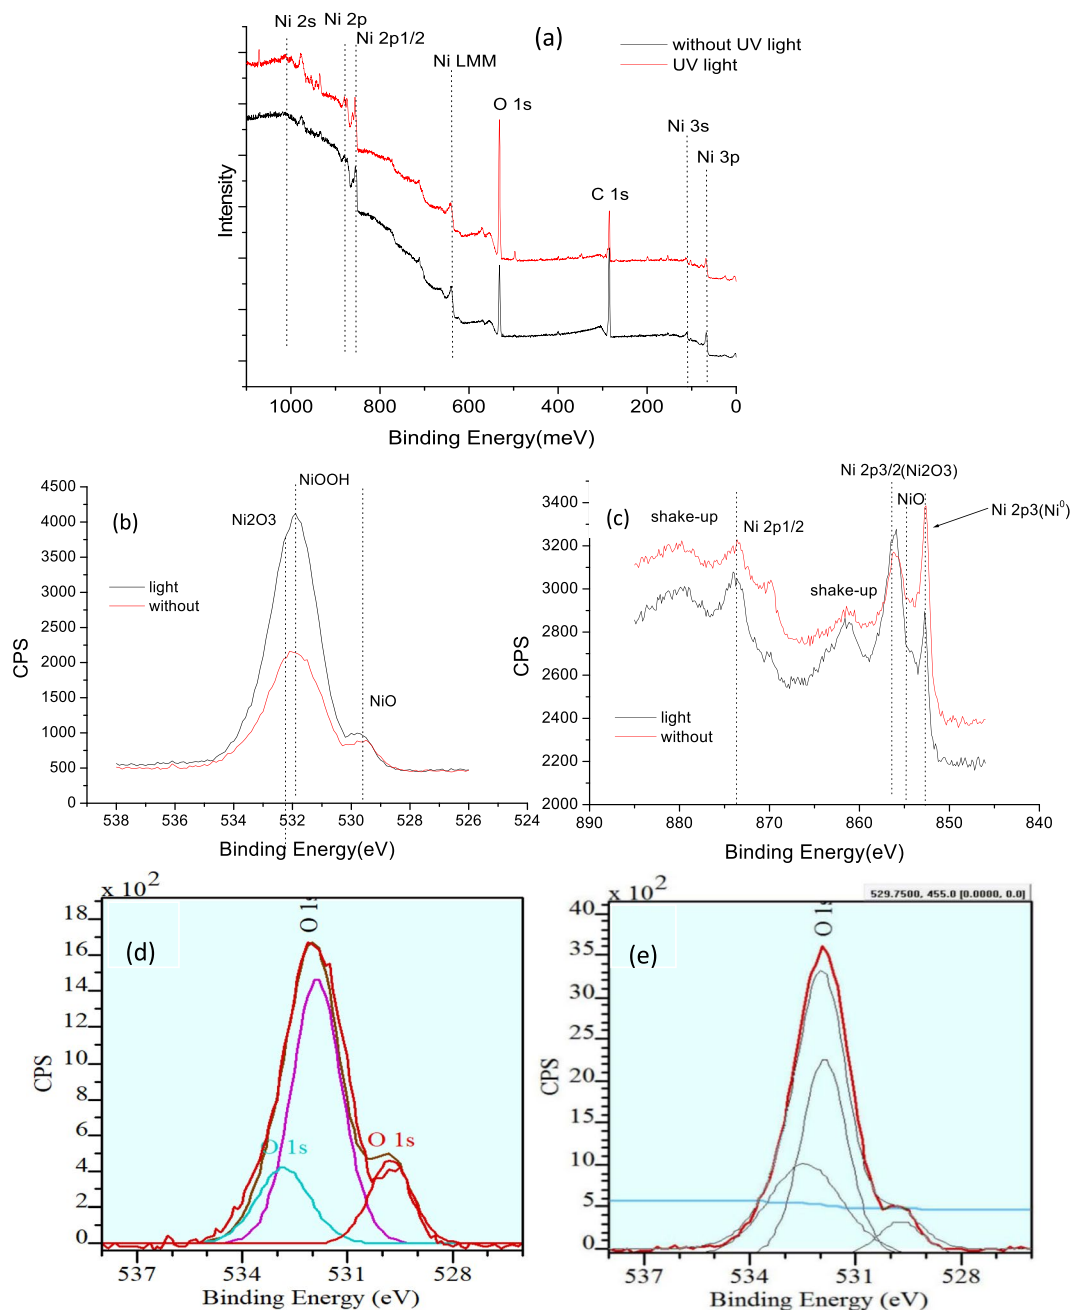 (a)
Ni 2s
Ni 2p
Ni 2p1/2
Ni LMM
O 1s
C 1s
Ni 3s
Ni 3p
without UV light
UV light
Intensity
1000 800 600 400 200 0
Binding Energy(meV)
(b)
NiOOH
Ni2O3
NiO
light
without
CPS
4500
4000
3500
3000
2500
2000
1500
1000
500
0
538 536 534 532 530 528 526 524
Binding Energy(eV)
(c)
Ni 2p3/2(Ni2O3)
NiO
Ni 2p3(Ni⁰)
shake-up
Ni 2p1/2
shake-up
light
without
CPS
3400
3200
3000
2800
2600
2400
2200
2000
890 880 870 860 850 840
Binding Energy(eV)
x 10²
(d)
O 1s
O 1s
O 1s
CPS
18
16
14
12
10
8
6
4
2
0
537 534 531 528
Binding Energy (eV)
x 10²
529.7500, 455.0 [0.0000, 0.0]
(e)
O 1s
CPS
40
35
30
25
20
15
10
5
0
537 534 531 528
Binding Energy (eV)